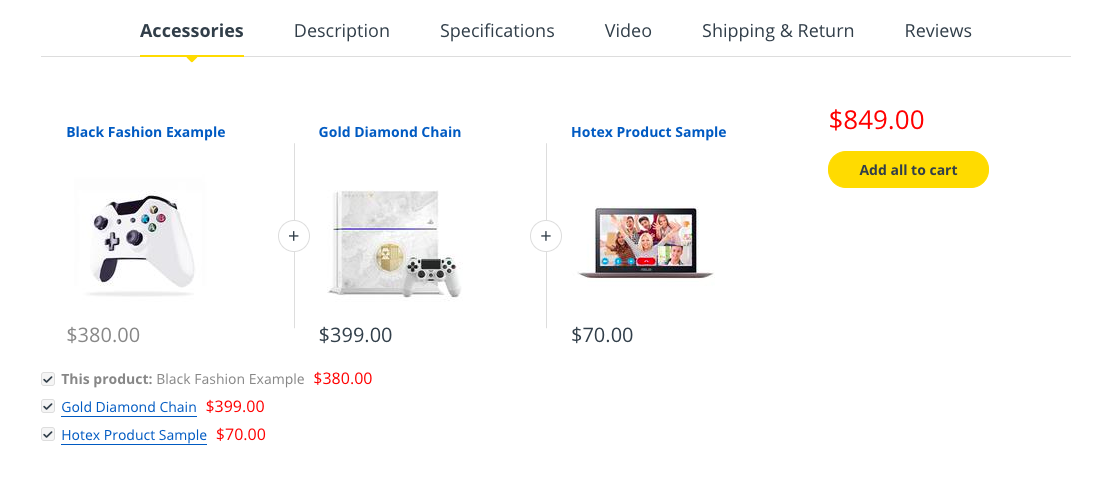 Accessories Description Specifications Video Shipping & Return Reviews
Black Fashion Example
Gold Diamond Chain
Hotex Product Sample
$849.00
Add all to cart
+
+
$380.00
$399.00
$70.00
This product: Black Fashion Example $380.00
Gold Diamond Chain $399.00
Hotex Product Sample $70.00